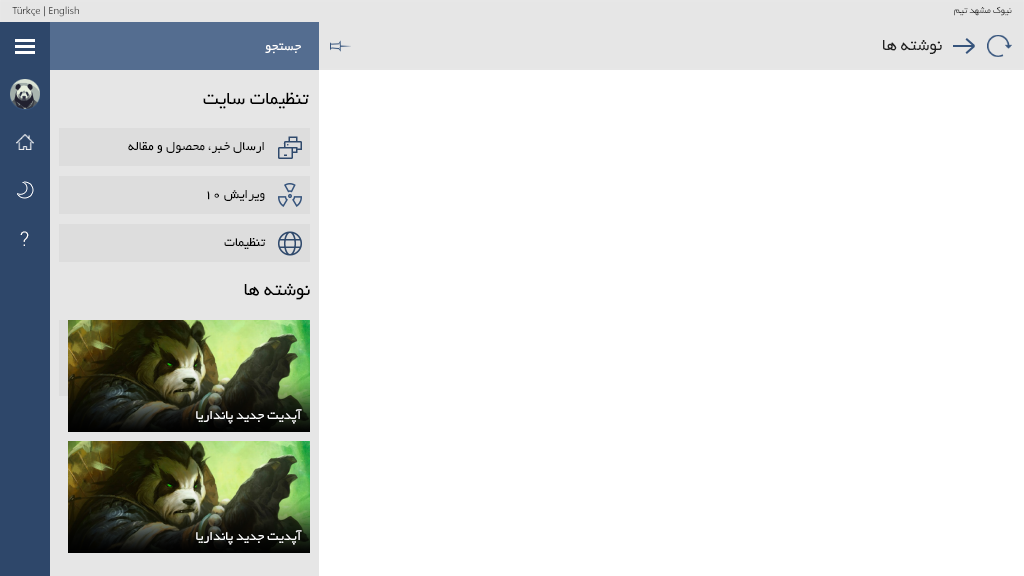 نیوک مشهد تیم
Türkçe | English
نوشته ها
جستجو
تنظیمات سایت
ارسال خبر، محصول و مقاله
ویرایش ۱۰
تنظیمات
?
نوشته ها
آپدیت جدید پانداریا
آپدیت جدید پانداریا